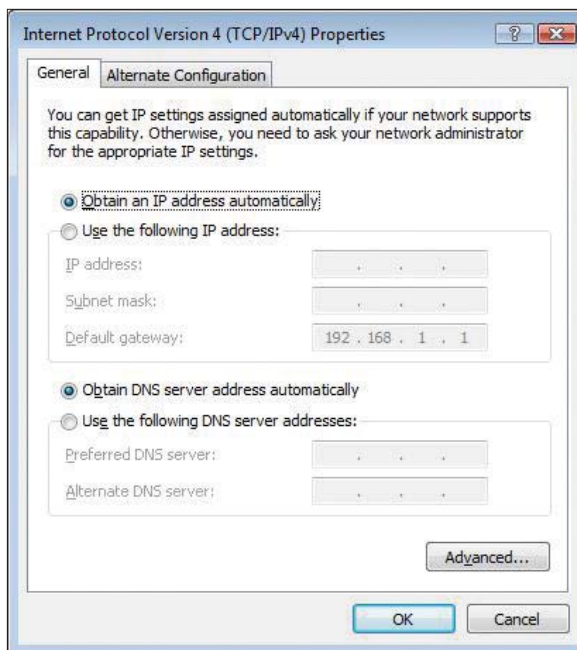 Internet Protocol Version 4 (TCP/IPv4) Properties
General
Alternate Configuration
You can get IP settings assigned automatically if your network supports
this capability. Otherwise, you need to ask your network administrator
for the appropriate IP settings.
Obtain an IP address automatically
Use the following IP address:
IP address:
. . .
Subnet mask:
. . .
Default gateway:
192 . 168 . 1 . 1
Obtain DNS server address automatically
Use the following DNS server addresses:
Preferred DNS server:
. . .
Alternate DNS server:
. . .
Advanced...
OK
Cancel